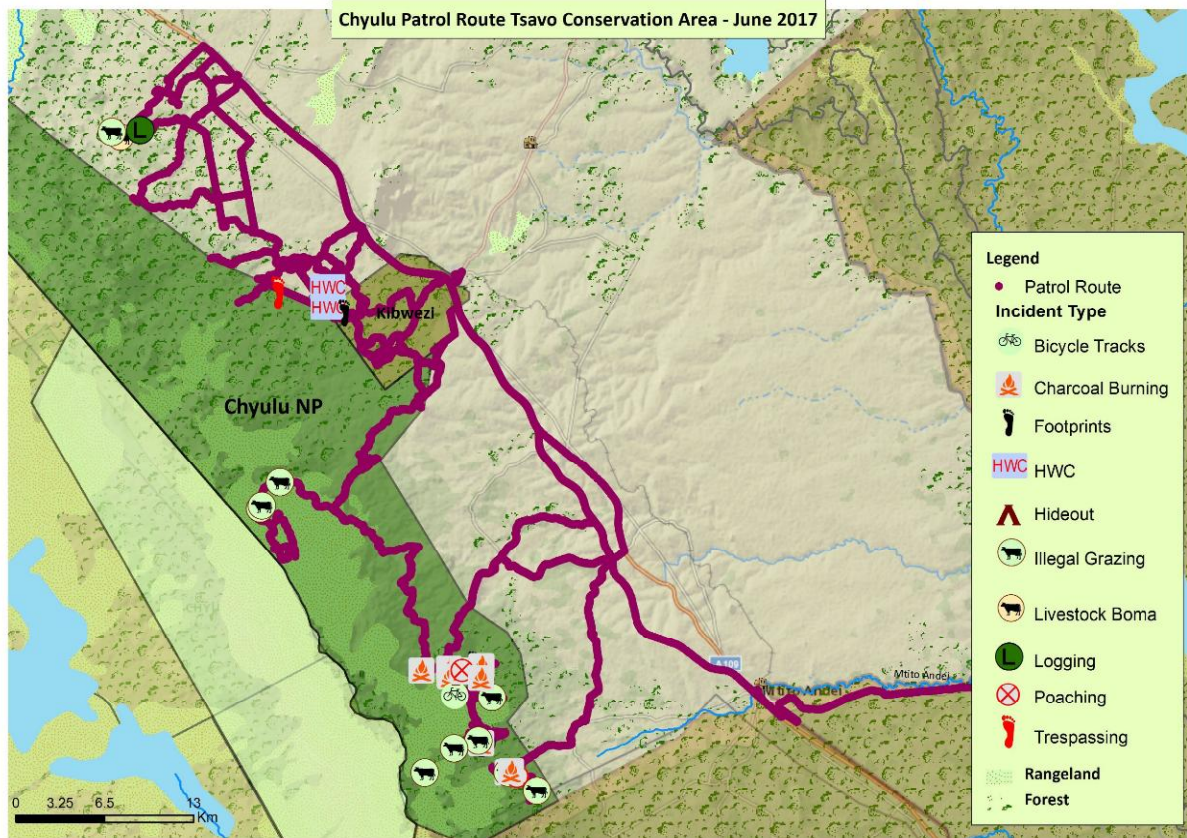 Chyulu Patrol Route Tsavo Conservation Area - June 2017
L
HWC
HWC
Kibwezi
Chyulu NP
A 109
Mtito Andei
Mtito Andei
Legend
Patrol Route
Incident Type
Bicycle Tracks
Charcoal Burning
Footprints
HWC HWC
Hideout
Illegal Grazing
Livestock Boma
L Logging
Poaching
Trespassing
Rangeland
Forest
0 3.25 6.5 13
Km